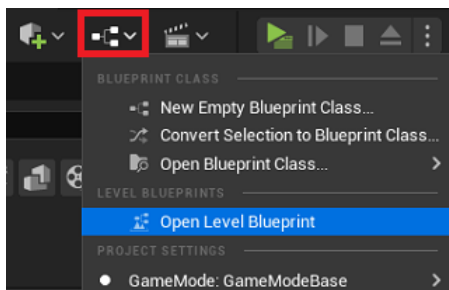 BLUEPRINT CLASS
New Empty Blueprint Class...
Convert Selection to Blueprint Class...
Open Blueprint Class...
LEVEL BLUEPRINTS
Open Level Blueprint
PROJECT SETTINGS
GameMode: GameModeBase